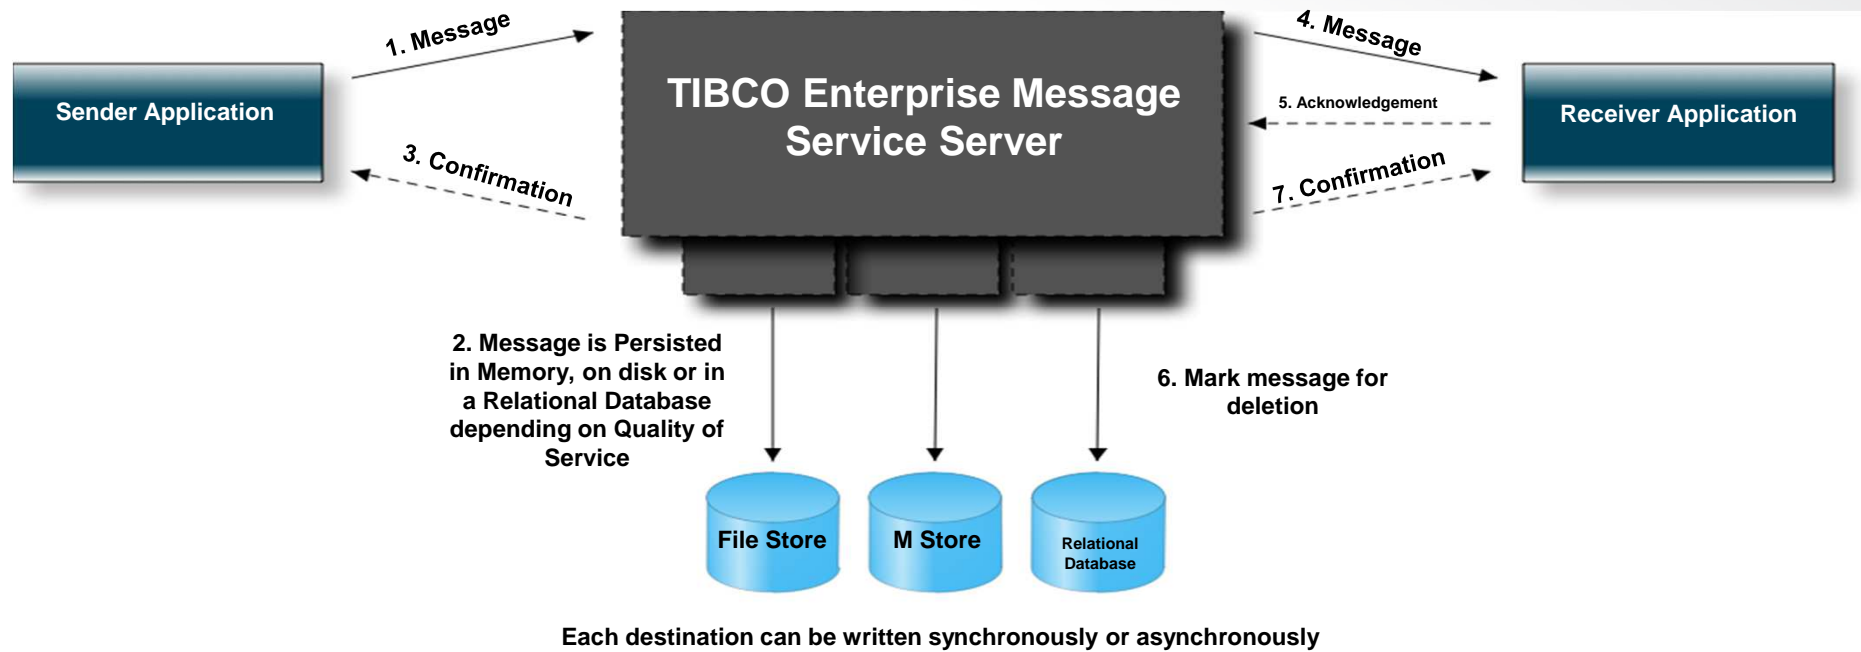 1. Message
4. Message
TIBCO Enterprise Message
Service Server
Sender Application
5. Acknowledgement
Receiver Application
3. Confirmation
7. Confirmation
2. Message is Persisted
in Memory, on disk or in
a Relational Database
depending on Quality of
Service
6. Mark message for
deletion
File Store
M Store
Relational
Database
Each destination can be written synchronously or asynchronously